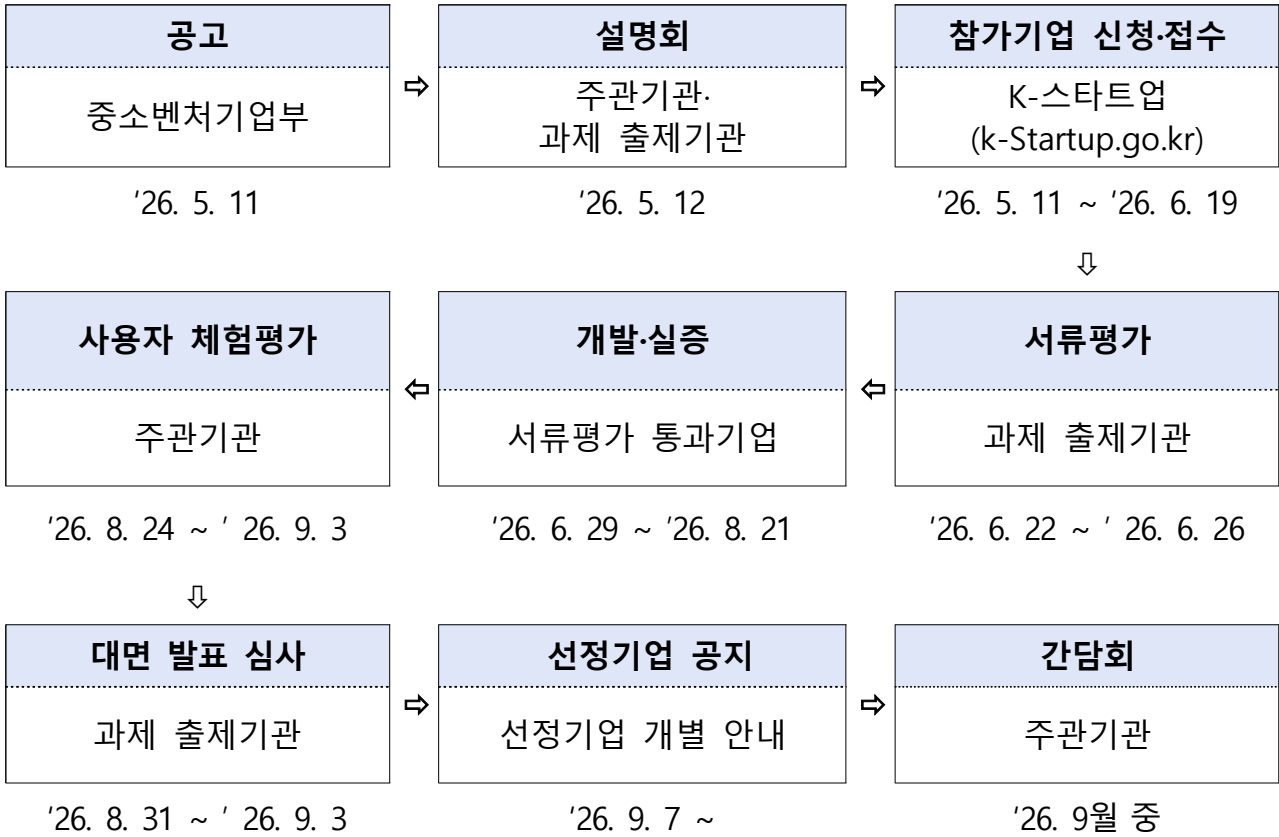 공고
중소벤처기업부
'26. 5. 11
설명회
주관기관·
과제 출제기관
'26. 5. 12
참가기업 신청·접수
K-스타트업
(k-Startup.go.kr)
'26. 5. 11 ~ '26. 6. 19
서류평가
과제 출제기관
'26. 6. 22 ~ ' 26. 6. 26
개발·실증
서류평가 통과기업
'26. 6. 29 ~ '26. 8. 21
사용자 체험평가
주관기관
'26. 8. 24 ~ ' 26. 9. 3
대면 발표 심사
과제 출제기관
'26. 8. 31 ~ ' 26. 9. 3
선정기업 공지
선정기업 개별 안내
'26. 9. 7 ~
간담회
주관기관
'26. 9월 중